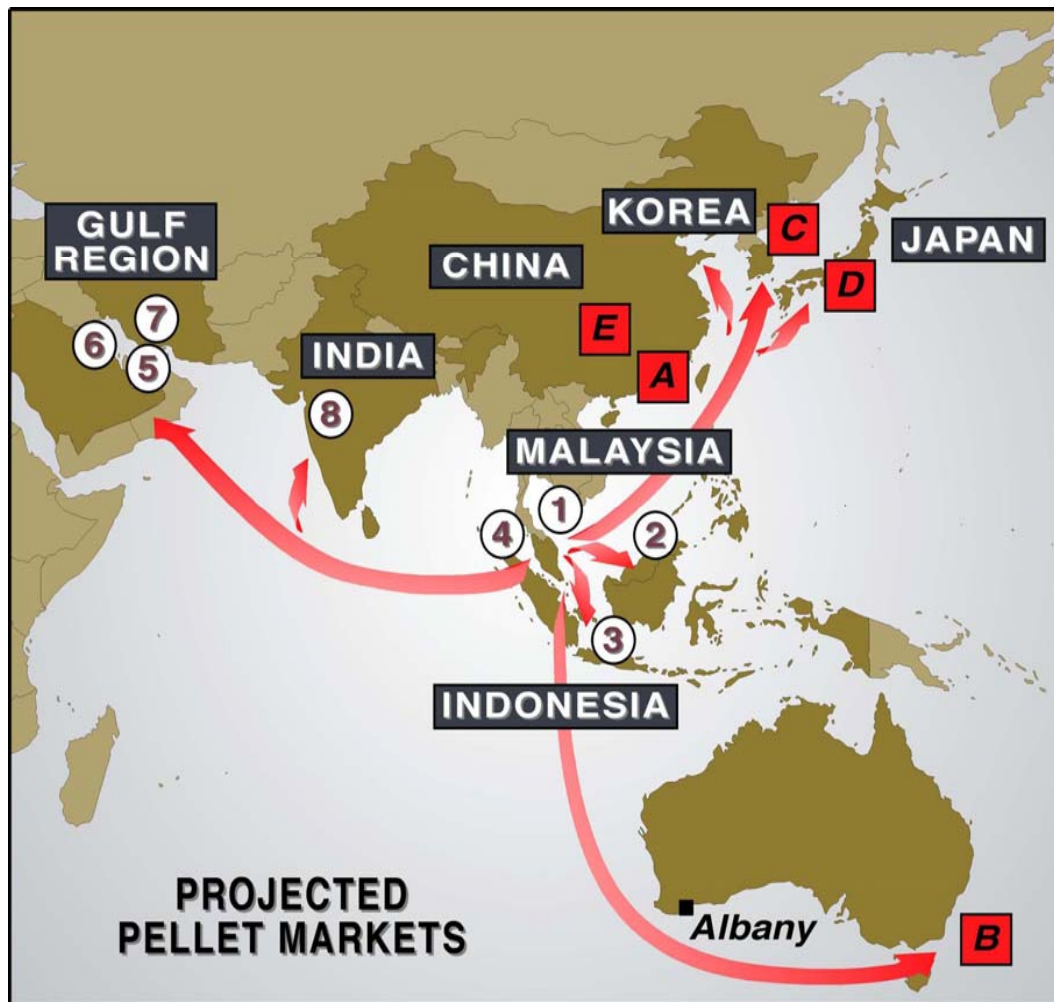 KOREA
C
GULF
REGION
JAPAN
CHINA
D
7
6
E
5
INDIA
A
8
MALAYSIA
1
4
2
3
INDONESIA
PROJECTED
PELLET MARKETS
Albany
B